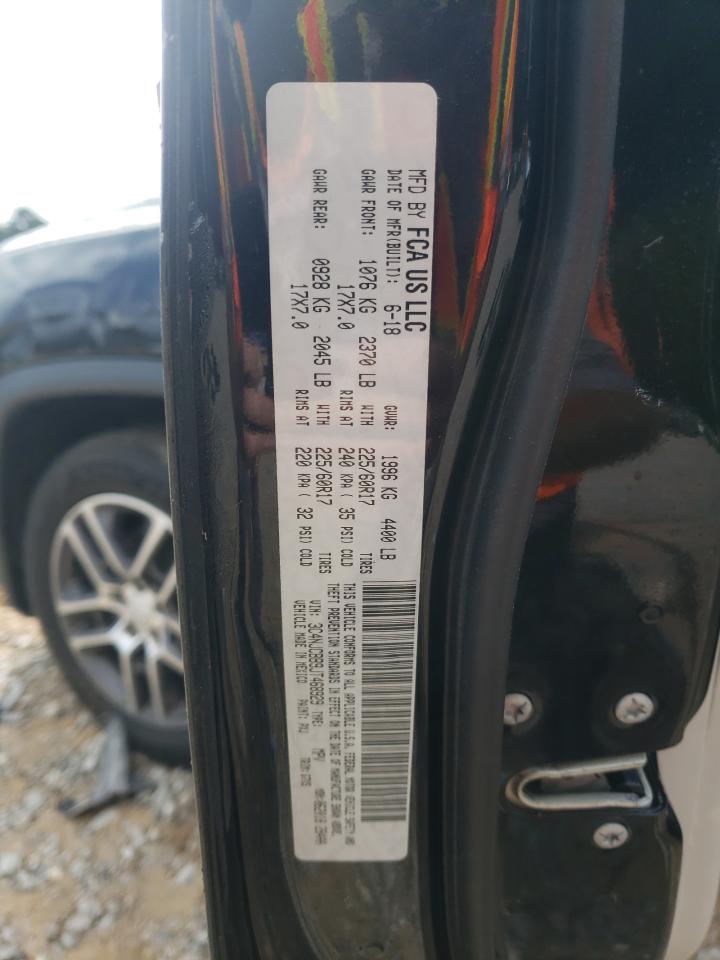 MFD BY FCA US LLC
DATE OF MFR(BUILT): 6-18 GVWR: 1996 KG 4400 LB
GAWR FRONT: 1076 KG 2370 LB WITH 225/60R17 TIRES
17X7.0 RIMS AT 240 KPA( 35 PSI) COLD
GAWR REAR: 0928 KG 2045 LB WITH 225/60R17 TIRES
17X7.0 RIMS AT 220 KPA( 32 PSI) COLD
THIS VEHICLE CONFORMS TO ALL APPLICABLE U.S.A. FEDERAL MOTOR VEHICLE SAFETY AND
THEFT PREVENTION STANDARDS IN EFFECT ON THE DATE OF MANUFACTURE SHOWN ABOVE.
VIN: 3C4NJCBB9JT468929 TYPE: MPV
VEHICLE MADE IN MEXICO PAINT: PXJ